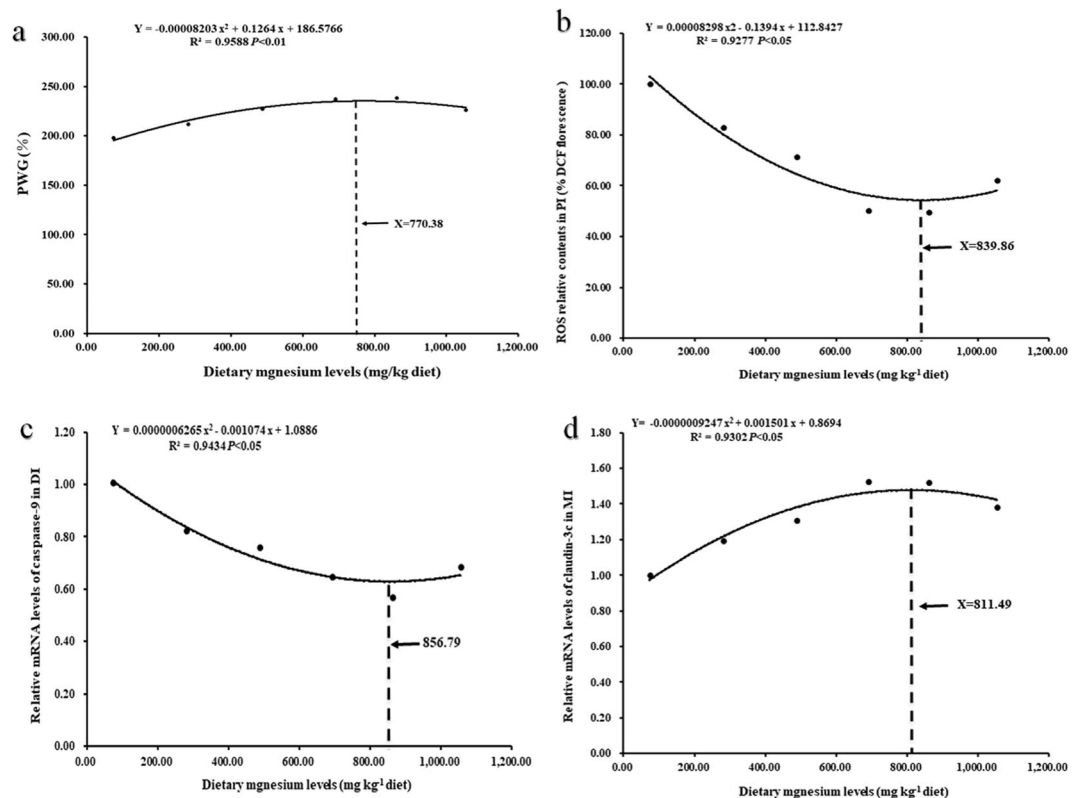 a
Y = -0.00008203 x² + 0.1264 x + 186.5766
R² = 0.9588 P<0.01
300.00
250.00
200.00
150.00
100.00
50.00
0.00
PWG (%)
X=770.38
0.00 200.00 400.00 600.00 800.00 1,000.00 1,200.00
Dietary mgnesium levels (mg/kg diet)
b
Y = 0.00008298 x2 - 0.1394 x + 112.8427
R² = 0.9277 P<0.05
120.00
100.00
80.00
60.00
40.00
20.00
0.00
ROS relative contents in PI (% DCF florescence )
X=839.86
0.00 200.00 400.00 600.00 800.00 1,000.00 1,200.00
Dietary mgnesium levels (mg kg⁻¹ diet)
c
Y = 0.0000006265 x² - 0.001074 x + 1.0886
R² = 0.9434 P<0.05
1.20
1.00
0.80
0.60
0.40
0.20
0.00
Relative mRNA levels of caspaase-9 in DI
856.79
0.00 200.00 400.00 600.00 800.00 1,000.00 1,200.00
Dietary mgnesium levels (mg kg⁻¹ diet)
d
Y= -0.0000009247 x² + 0.001501 x + 0.8694
R² = 0.9302 P<0.05
1.80
1.60
1.40
1.20
1.00
0.80
0.60
0.40
0.20
0.00
Relative mRNA levels of claudin-3c in MI
X=811.49
0.00 200.00 400.00 600.00 800.00 1,000.00 1,200.00
Dietary mgnesium levels (mg kg⁻¹ diet)